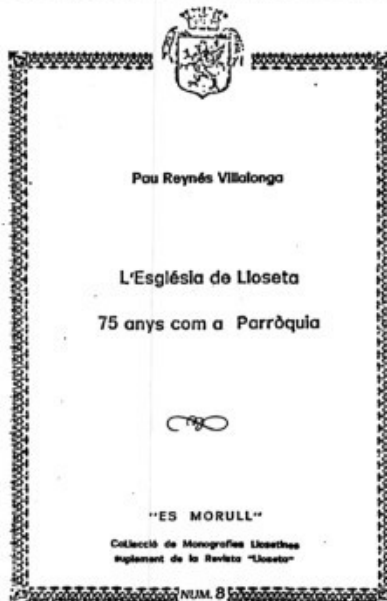 Pau Reynés Villalonga
L'Església de Lloseta
75 anys com a Parròquia
"ES MORULL"
Col·lecció de Monografies Llosetines
suplement de la Revista "Lloseta"
NUM. 8